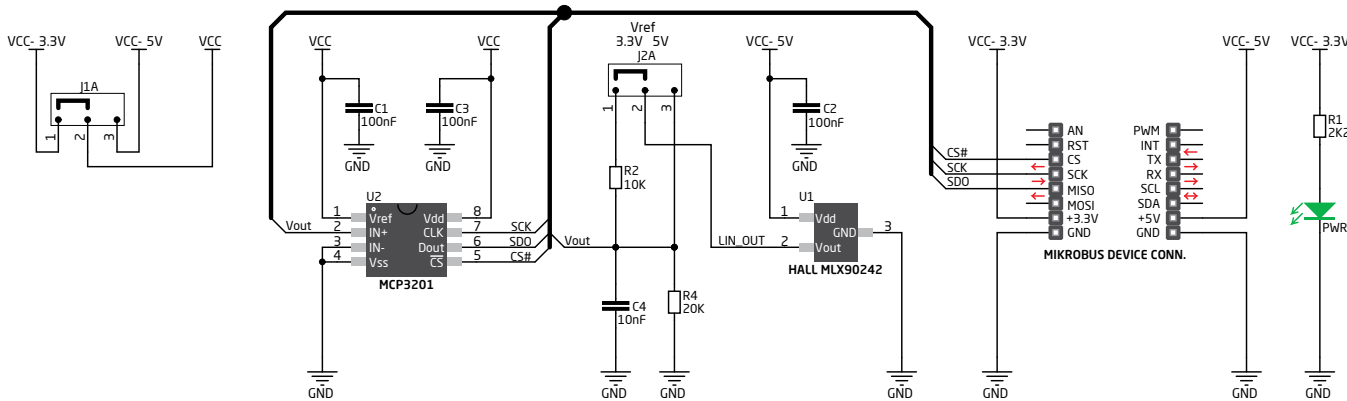 VCC- 3.3V
VCC- 5V
VCC
J1A
1
2
3
VCC
C1
100nF
GND
VCC
C3
100nF
GND
U2
1
2
3
4
Vref
IN+
IN-
Vss
Vdd
CLK
Dout
CS
8
7
6
5
MCP3201
Vout
SCK
SDO
CS#
GND
Vref
3.3V 5V
J2A
1
2
3
R2
10K
Vout
C4
10nF
R4
20K
GND
GND
LIN_OUT
VCC- 5V
C2
100nF
GND
U1
1
2
Vdd
GND
Vout
3
HALL MLX90242
GND
CS#
SCK
SDO
VCC- 3.3V
AN
RST
CS
SCK
MISO
MOSI
+3.3V
GND
PWM
INT
TX
RX
SCL
SDA
+5V
GND
MIKROBUS DEVICE CONN.
GND
VCC- 5V
GND
VCC- 3.3V
R1
2K2
PWR
GND